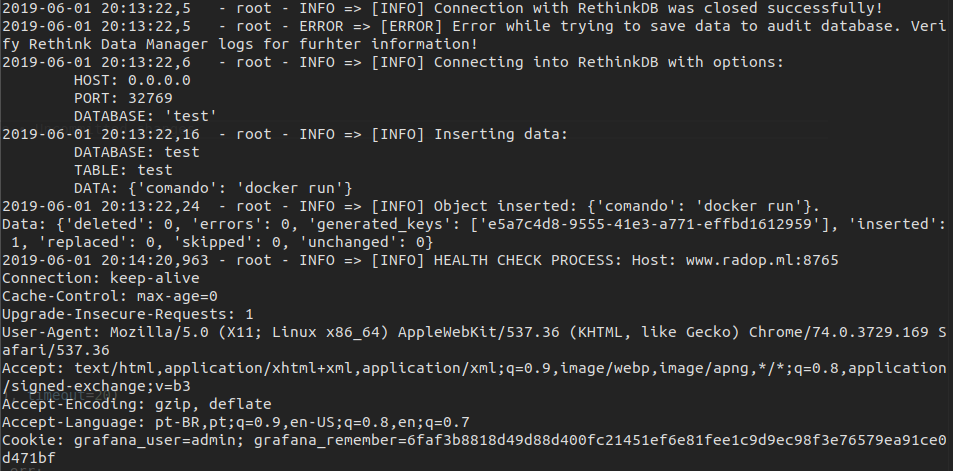 2019-06-01 20:13:22,5   - root - INFO => [INFO] Connection with RethinkDB was closed successfully!
2019-06-01 20:13:22,5   - root - ERROR => [ERROR] Error while trying to save data to audit database. Veri
fy Rethink Data Manager logs for furhter information!
2019-06-01 20:13:22,6   - root - INFO => [INFO] Connecting into RethinkDB with options:
        HOST: 0.0.0.0
        PORT: 32769
        DATABASE: 'test'
2019-06-01 20:13:22,16  - root - INFO => [INFO] Inserting data:
        DATABASE: test
        TABLE: test
        DATA: {'comando': 'docker run'}
2019-06-01 20:13:22,24  - root - INFO => [INFO] Object inserted: {'comando': 'docker run'}.
Data: {'deleted': 0, 'errors': 0, 'generated_keys': ['e5a7c4d8-9555-41e3-a771-effbd1612959'], 'inserted':
 1, 'replaced': 0, 'skipped': 0, 'unchanged': 0}
2019-06-01 20:14:20,963 - root - INFO => [INFO] HEALTH CHECK PROCESS: Host: www.radop.ml:8765
Connection: keep-alive
Cache-Control: max-age=0
Upgrade-Insecure-Requests: 1
User-Agent: Mozilla/5.0 (X11; Linux x86_64) AppleWebKit/537.36 (KHTML, like Gecko) Chrome/74.0.3729.169 S
afari/537.36
Accept: text/html,application/xhtml+xml,application/xml;q=0.9,image/webp,image/apng,*/*;q=0.8,application
/signed-exchange;v=b3
Accept-Encoding: gzip, deflate
Accept-Language: pt-BR,pt;q=0.9,en-US;q=0.8,en;q=0.7
Cookie: grafana_user=admin; grafana_remember=6faf3b8818d49d88d400fc21451ef6e81fee1c9d9ec98f3e76579ea91ce0
d471bf